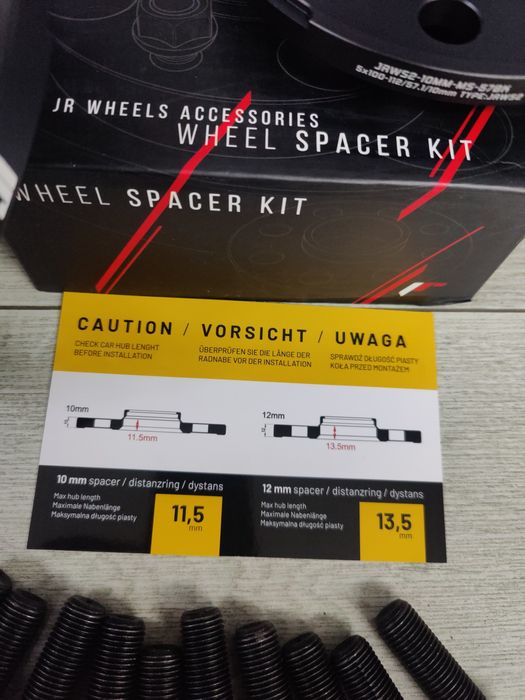 JRWS2-10MM-MS-570N
5x100-112/57.1/10mm TYPE:JRWS2
JR WHEELS ACCESSORIES
WHEEL SPACER KIT
WHEEL SPACER KIT
CAUTION / VORSICHT / UWAGA
CHECK CAR HUB LENGHT
BEFORE INSTALLATION
ÜBERPRÜFEN SIE DIE LÄNGE DER
RADNABE VOR DER INSTALLATION
SPRAWDŹ DŁUGOŚĆ PIASTY
KOŁA PRZED MONTAŻEM
10mm
11.5mm
12mm
13.5mm
10 mm spacer / distanzring / dystans
Max hub length
Maximale Nabenlänge
Maksymalna długość piasty
11,5
mm
12 mm spacer / distanzring / dystans
Max hub length
Maximale Nabenlänge
Maksymalna długość piasty
13,5
mm